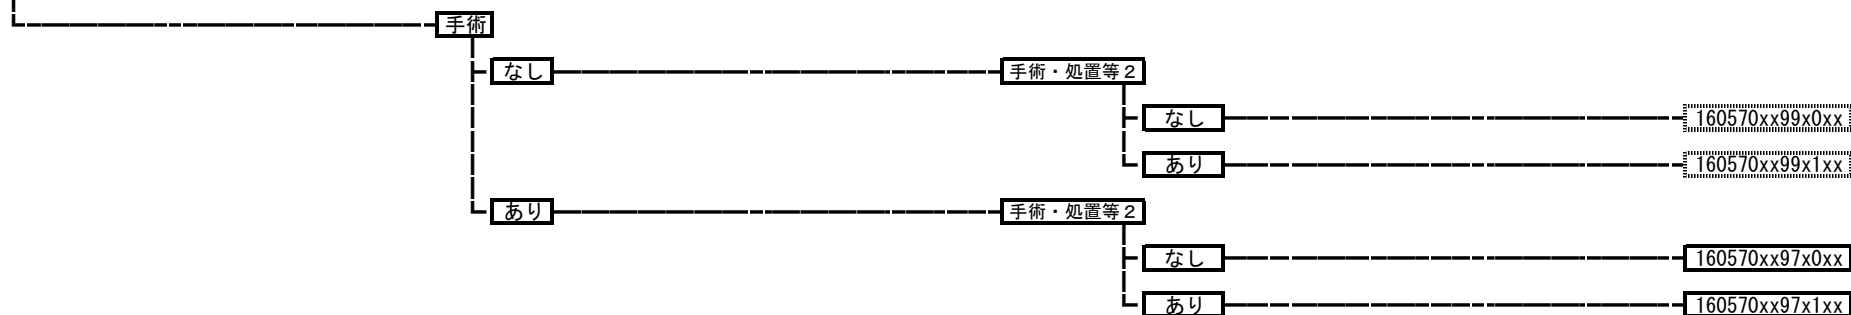 手術
なし 手術・処置等２
なし 160570xx99x0xx
あり 160570xx99x1xx
あり 手術・処置等２
なし 160570xx97x0xx
あり 160570xx97x1xx